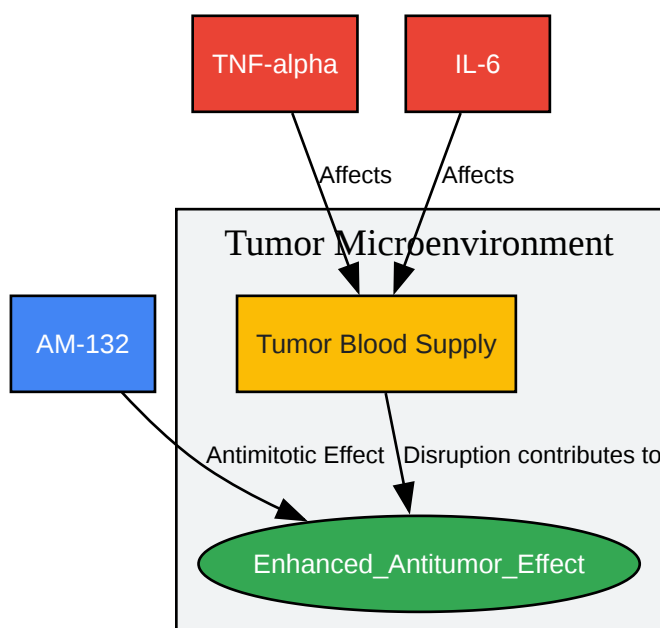 TNF-alpha
IL-6
Affects
Affects
Tumor Microenvironment
AM-132
Tumor Blood Supply
Antimitotic Effect
Disruption contributes to
Enhanced_Antitumor_Effect